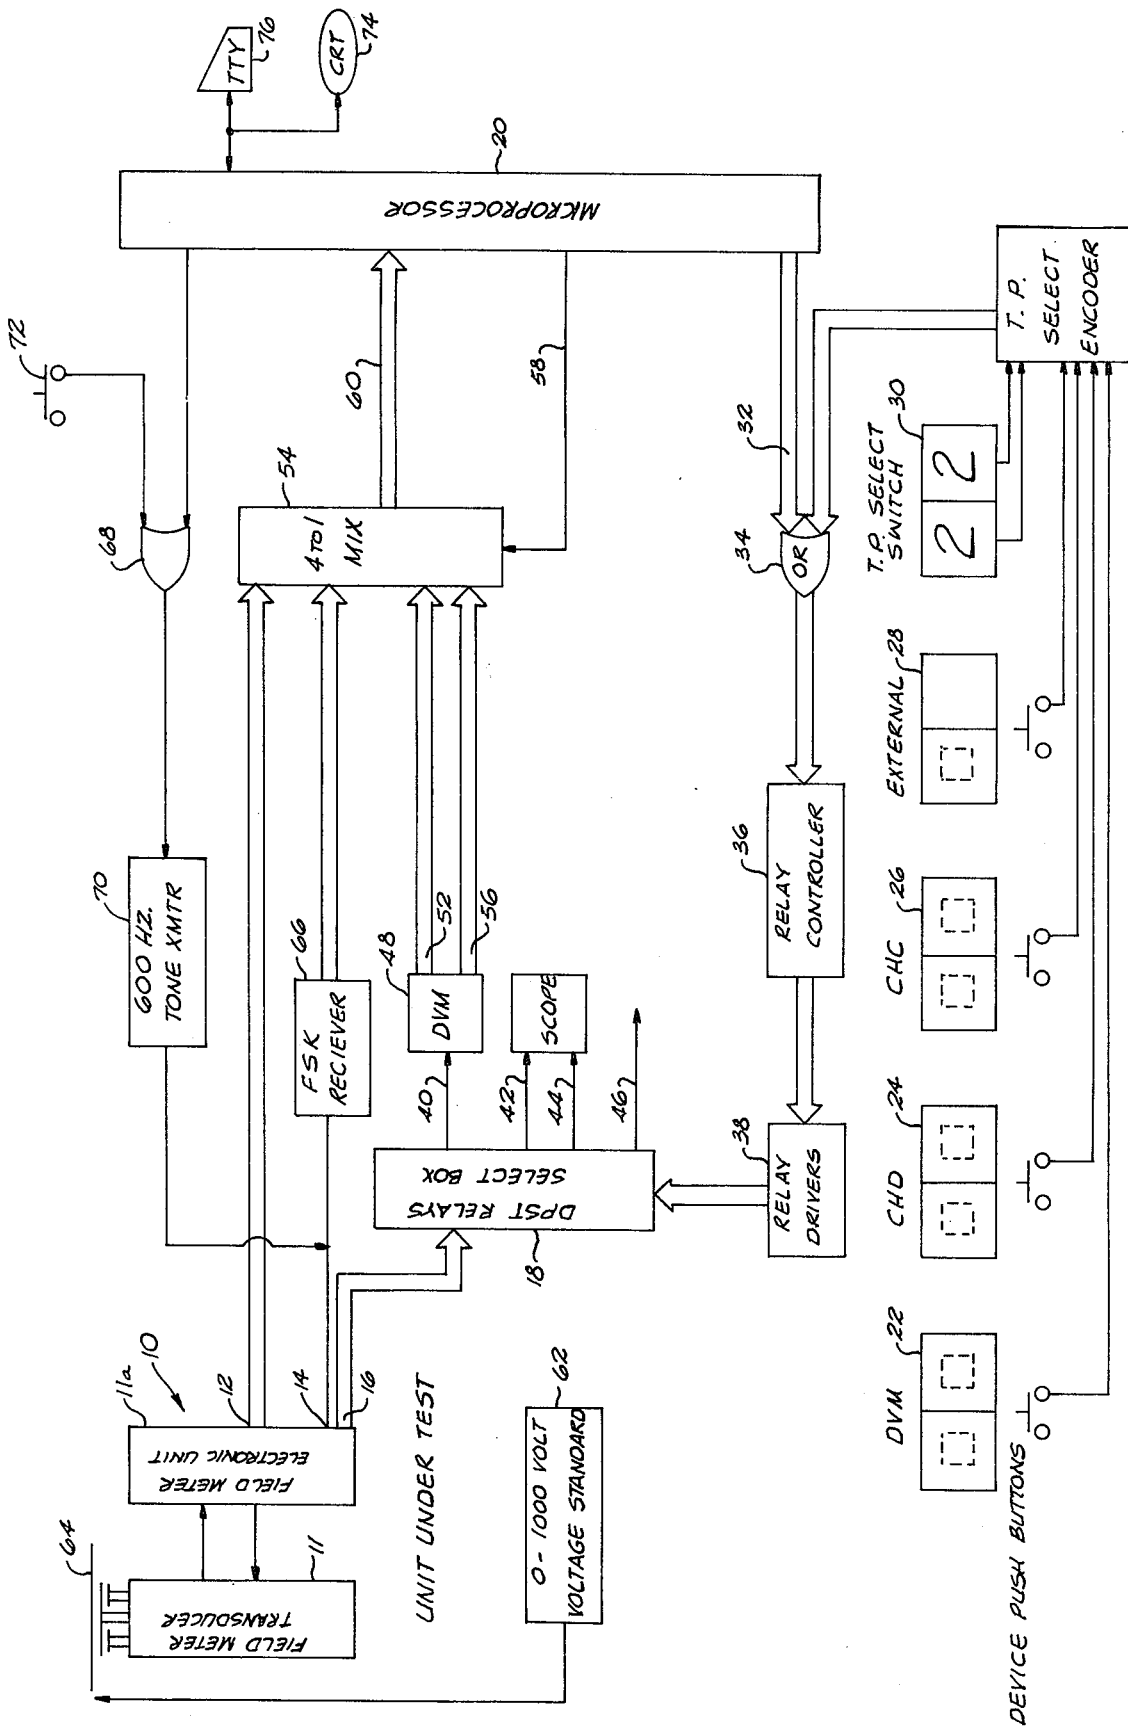 64
FIELD METER
TRANSDUCER
11
11a
10
FIELD METER
ELECTRONIC UNIT
12
14
16
UNIT UNDER TEST
62
0 - 1000 VOLT
VOLTAGE STANDARD
70
600 HZ.
TONE XMTR
68
72
66
FSK
RECIEVER
54
4 TO 1
MIX
60
58
20
MICROPROCESSOR
TTY
76
CRT
74
48
DVM
52
56
40
42
44
46
SCOPE
DPST RELAYS
SELECT BOX
18
38
RELAY
DRIVERS
36
RELAY
CONTROLLER
34
OR
32
DVM
22
CHD
24
CHC
26
EXTERNAL
28
T.P. SELECT
SWITCH
30
2 2
T. P.
SELECT
ENCODER
DEVICE PUSH BUTTONS